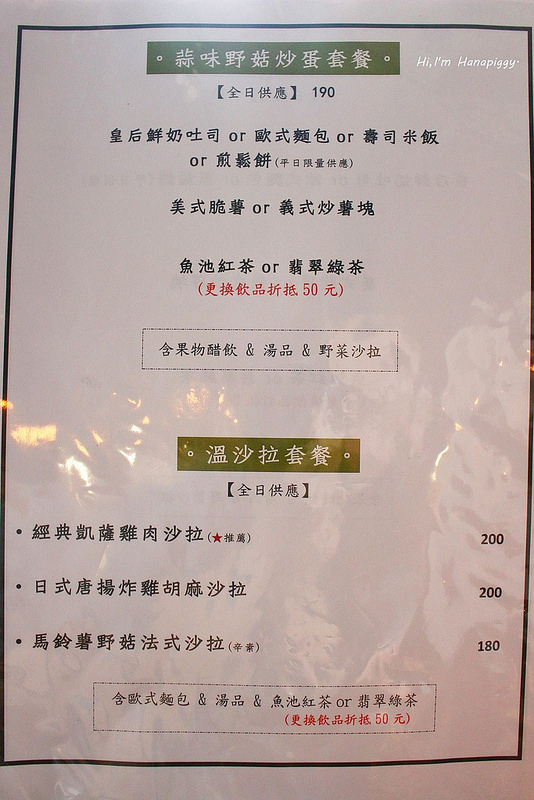 ◦ 蒜味野菇炒蛋套餐 ◦
Hi,I'm Hanapiggy.
【全日供應】 190
皇后鮮奶吐司 or 歐式麵包 or 壽司米飯
or 煎鬆餅(平日限量供應)
美式脆薯 or 義式炒薯塊
魚池紅茶 or 翡翠綠茶
(更換飲品折抵 50 元)
含果物醋飲 & 湯品 & 野菜沙拉
◦ 溫沙拉套餐 ◦
【全日供應】
• 經典凱薩雞肉沙拉(★推薦) 200
• 日式唐揚炸雞胡麻沙拉 200
• 馬鈴薯野菇法式沙拉(辛素) 180
含歐式麵包 & 湯品 & 魚池紅茶 or 翡翠綠茶
(更換飲品折抵 50 元)